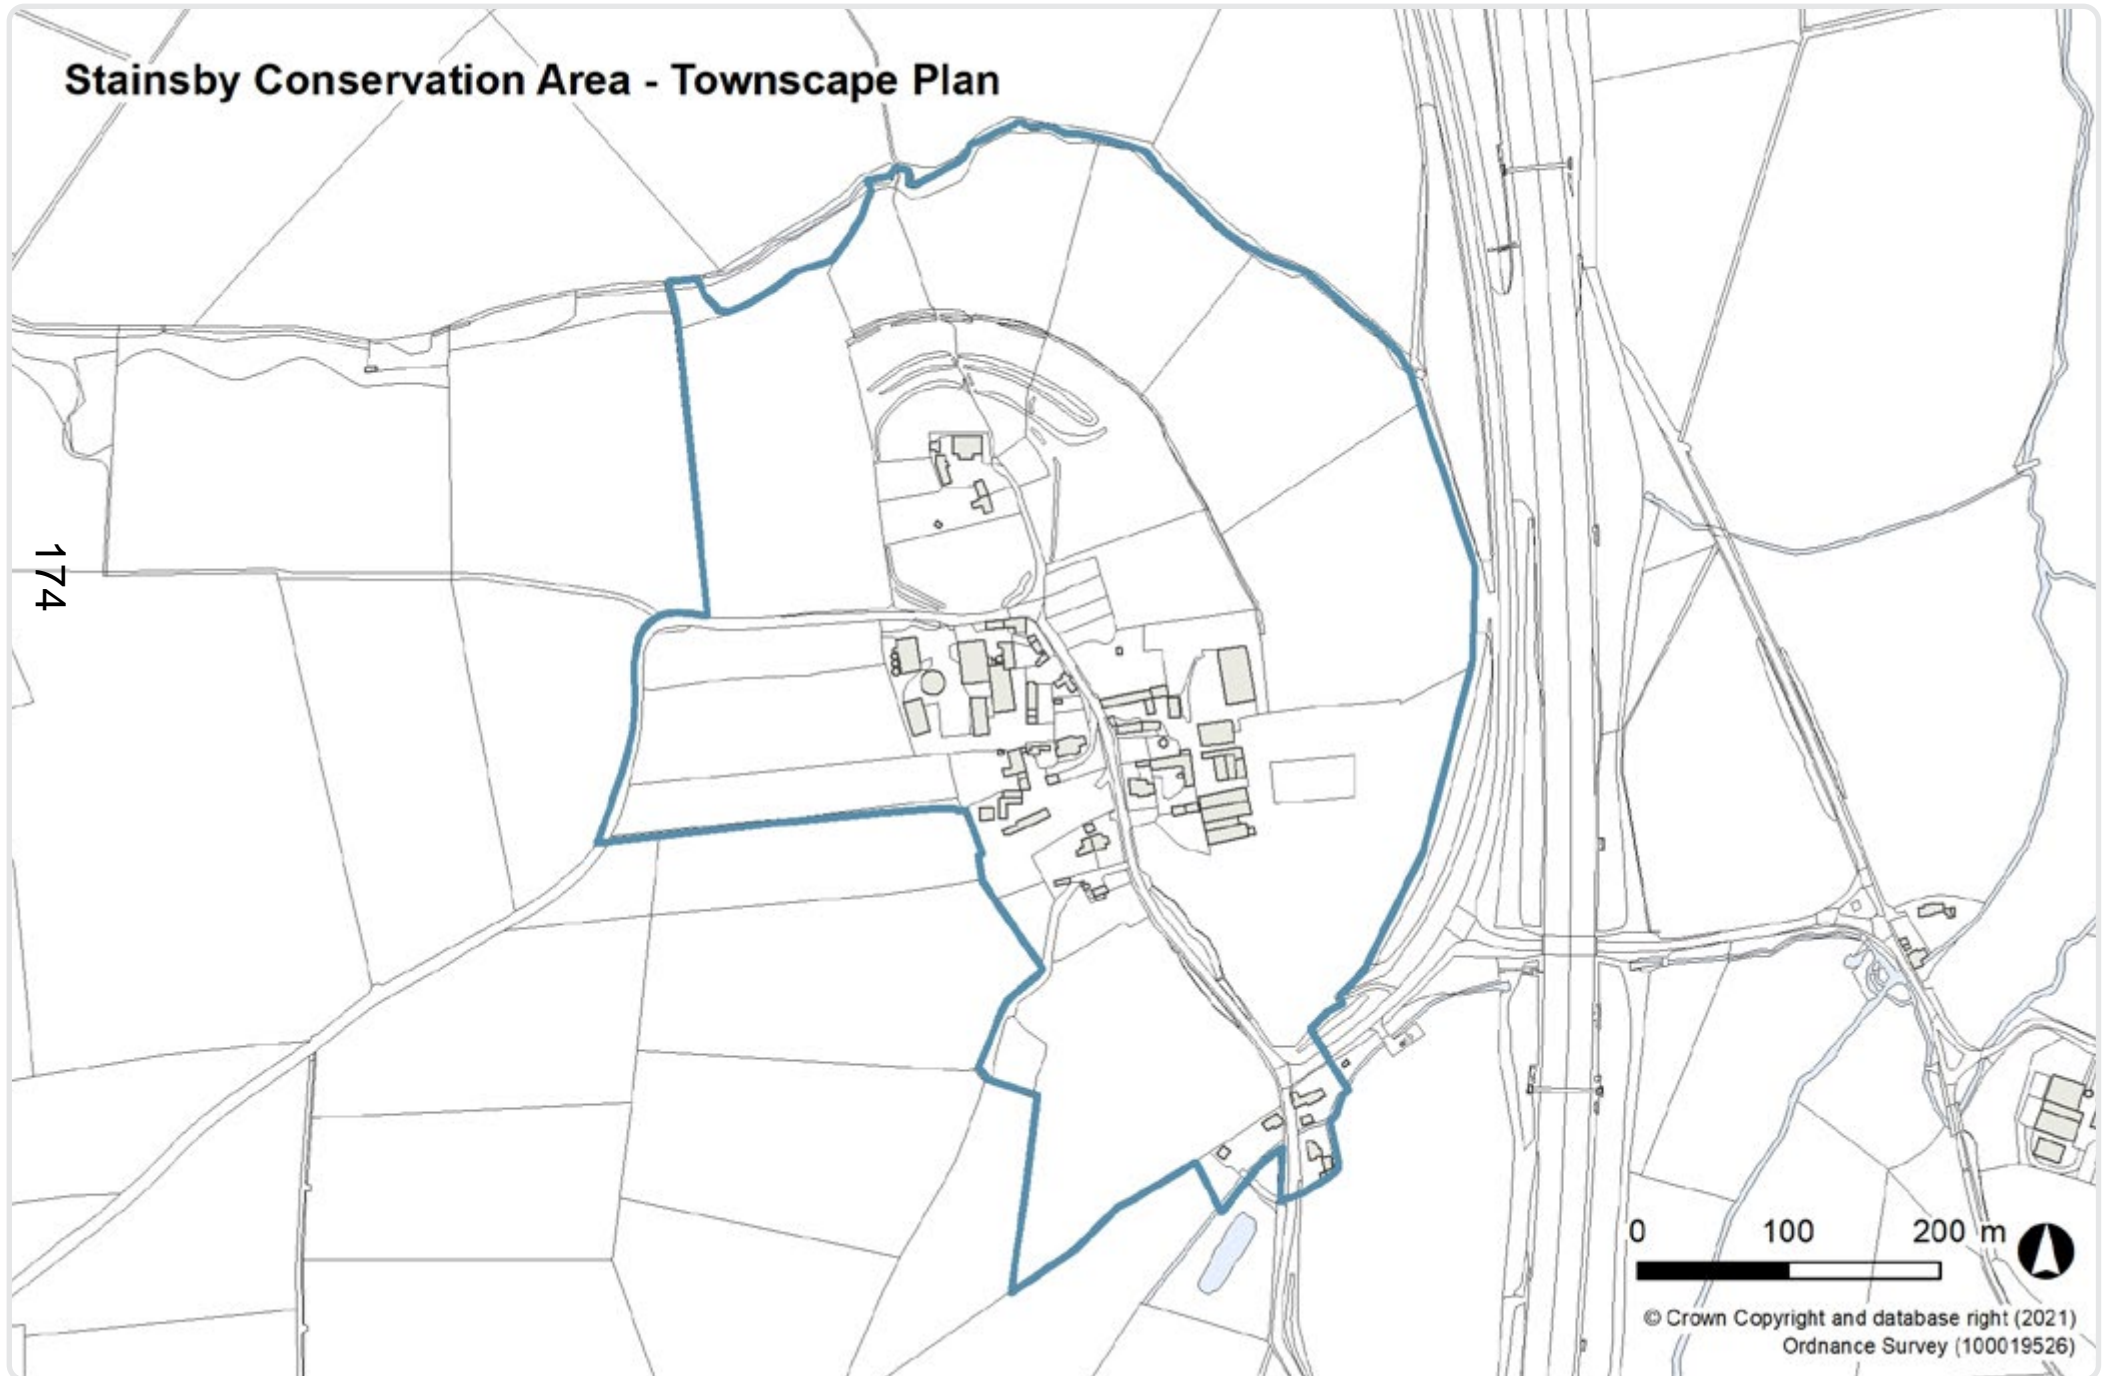 Stainsby Conservation Area - Townscape Plan
174
0 100 200 m
© Crown Copyright and database right (2021)
Ordnance Survey (100019526)